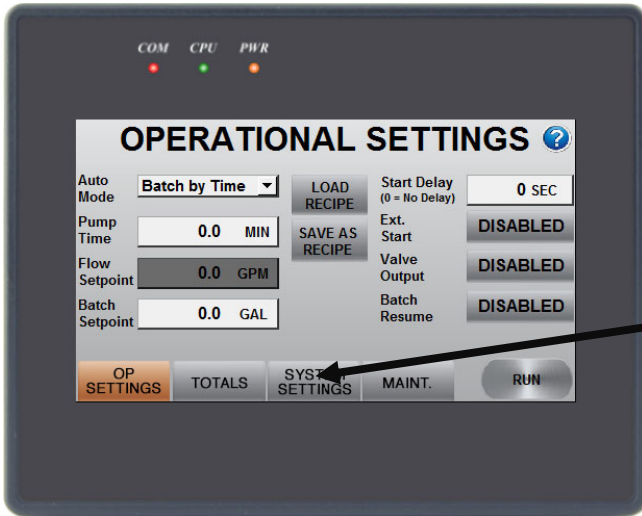 COM CPU PWR
OPERATIONAL SETTINGS ?
Auto
Mode
Batch by Time
LOAD
RECIPE
Start Delay
(0 = No Delay)
0 SEC
Pump
Time
0.0 MIN
SAVE AS
RECIPE
Ext.
Start
DISABLED
Flow
Setpoint
0.0 GPM
Valve
Output
DISABLED
Batch
Setpoint
0.0 GAL
Batch
Resume
DISABLED
OP
SETTINGS
TOTALS
SETTINGS
MAINT.
RUN